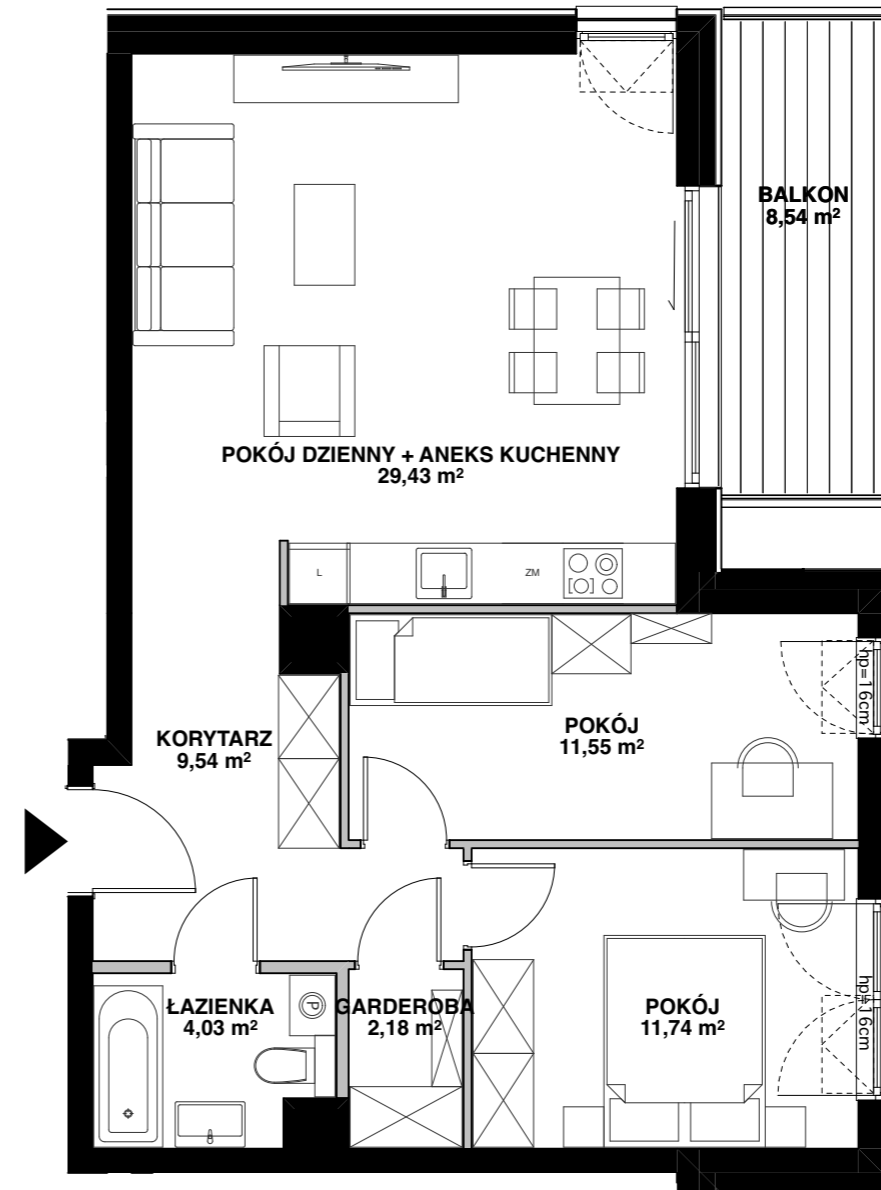 BALKON
8,54 m²
POKÓJ DZIENNY + ANEKS KUCHENNY
29,43 m²
L
ZM
hp=16cm
POKÓJ
11,55 m²
KORYTARZ
9,54 m²
ŁAZIENKA
4,03 m²
P
GARDEROBA
2,18 m²
POKÓJ
11,74 m²
hp=16cm